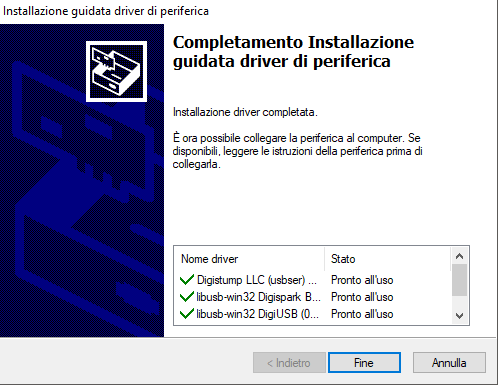 Installazione guidata driver di periferica
Completamento Installazione
guidata driver di periferica
Installazione driver completata.
È ora possibile collegare la periferica al computer. Se
disponibili, leggere le istruzioni della periferica prima di
collegarla.
Nome driver Stato
Digistump LLC (usbser) ... Pronto all'uso
libusb-win32 Digispark B... Pronto all'uso
libusb-win32 DigiUSB (0... Pronto all'uso
< Indietro Fine Annulla